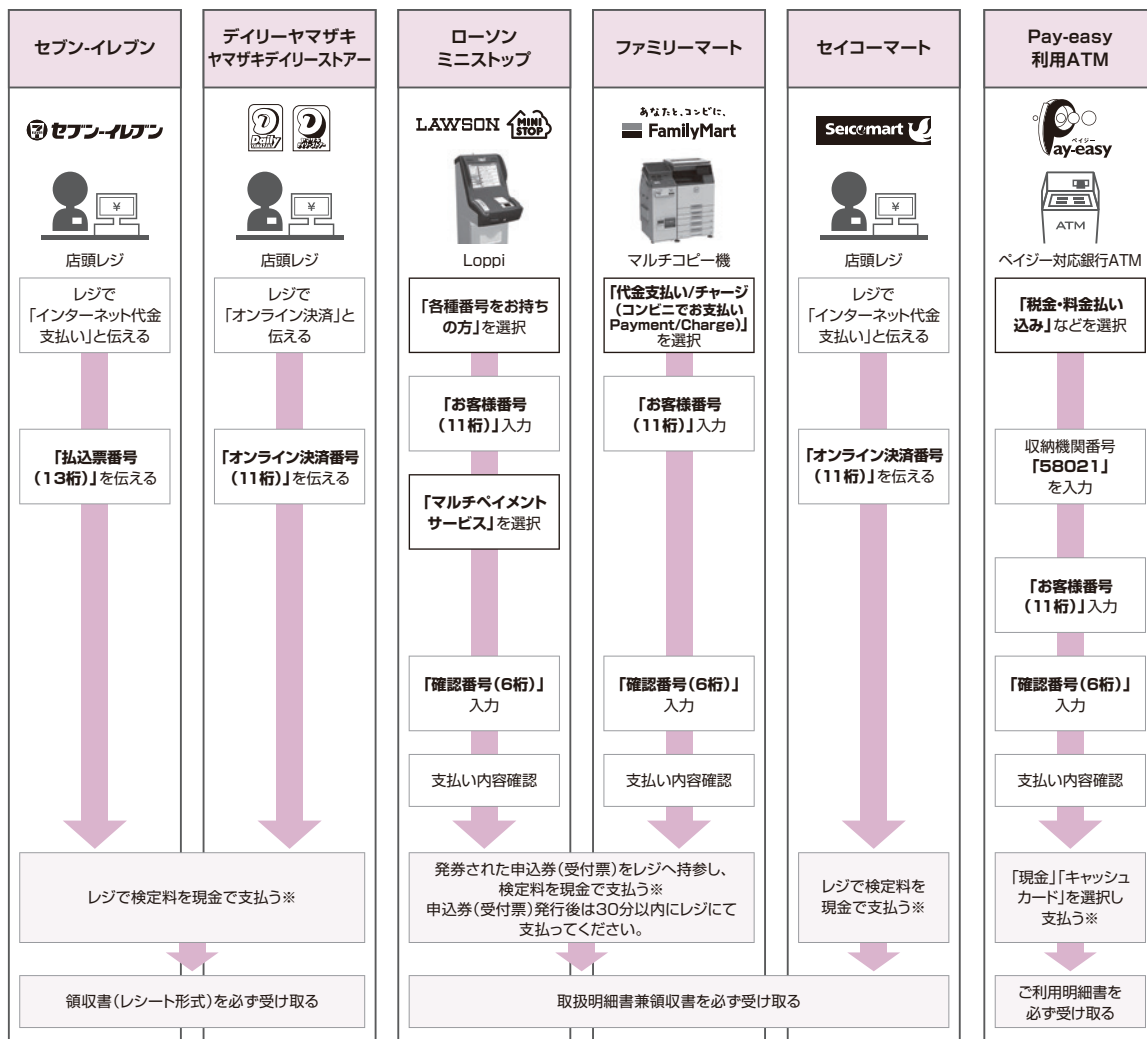 セブン-イレブン
セブン-イレブン
¥
店頭レジ
レジで
「インターネット代金
支払い」と伝える
「払込票番号
(13桁)」を伝える
デイリーヤマザキ
ヤマザキデイリーストアー
Daily
¥
店頭レジ
レジで
「オンライン決済」と
伝える
「オンライン決済番号
(11桁)」を伝える
レジで検定料を現金で支払う※
領収書(レシート形式)を必ず受け取る
ローソン
ミニストップ
LAWSON
MINI
STOP
Loppi
「各種番号をお持ち
の方」を選択
「お客様番号
(11桁)」入力
「マルチペイメント
サービス」を選択
「確認番号(6桁)」
入力
支払い内容確認
ファミリーマート
あなたと、コンビに、
FamilyMart
マルチコピー機
「代金支払い/チャージ
(コンビニでお支払い
Payment/Charge)」
を選択
「お客様番号
(11桁)」入力
「確認番号(6桁)」
入力
支払い内容確認
発券された申込券(受付票)をレジへ持参し、
検定料を現金で支払う※
申込券(受付票)発行後は30分以内にレジにて
支払ってください。
セイコーマート
Seicomart
¥
店頭レジ
レジで
「インターネット代金
支払い」と伝える
「オンライン決済番号
(11桁)」を伝える
レジで検定料を
現金で支払う※
取扱明細書兼領収書を必ず受け取る
Pay-easy
利用ATM
ペイジー
Pay-easy
ATM
ペイジー対応銀行ATM
「税金・料金払い
込み」などを選択
収納機関番号
「58021」
を入力
「お客様番号
(11桁)」入力
「確認番号(6桁)」
入力
支払い内容確認
「現金」「キャッシュ
カード」を選択し
支払う※
ご利用明細書を
必ず受け取る